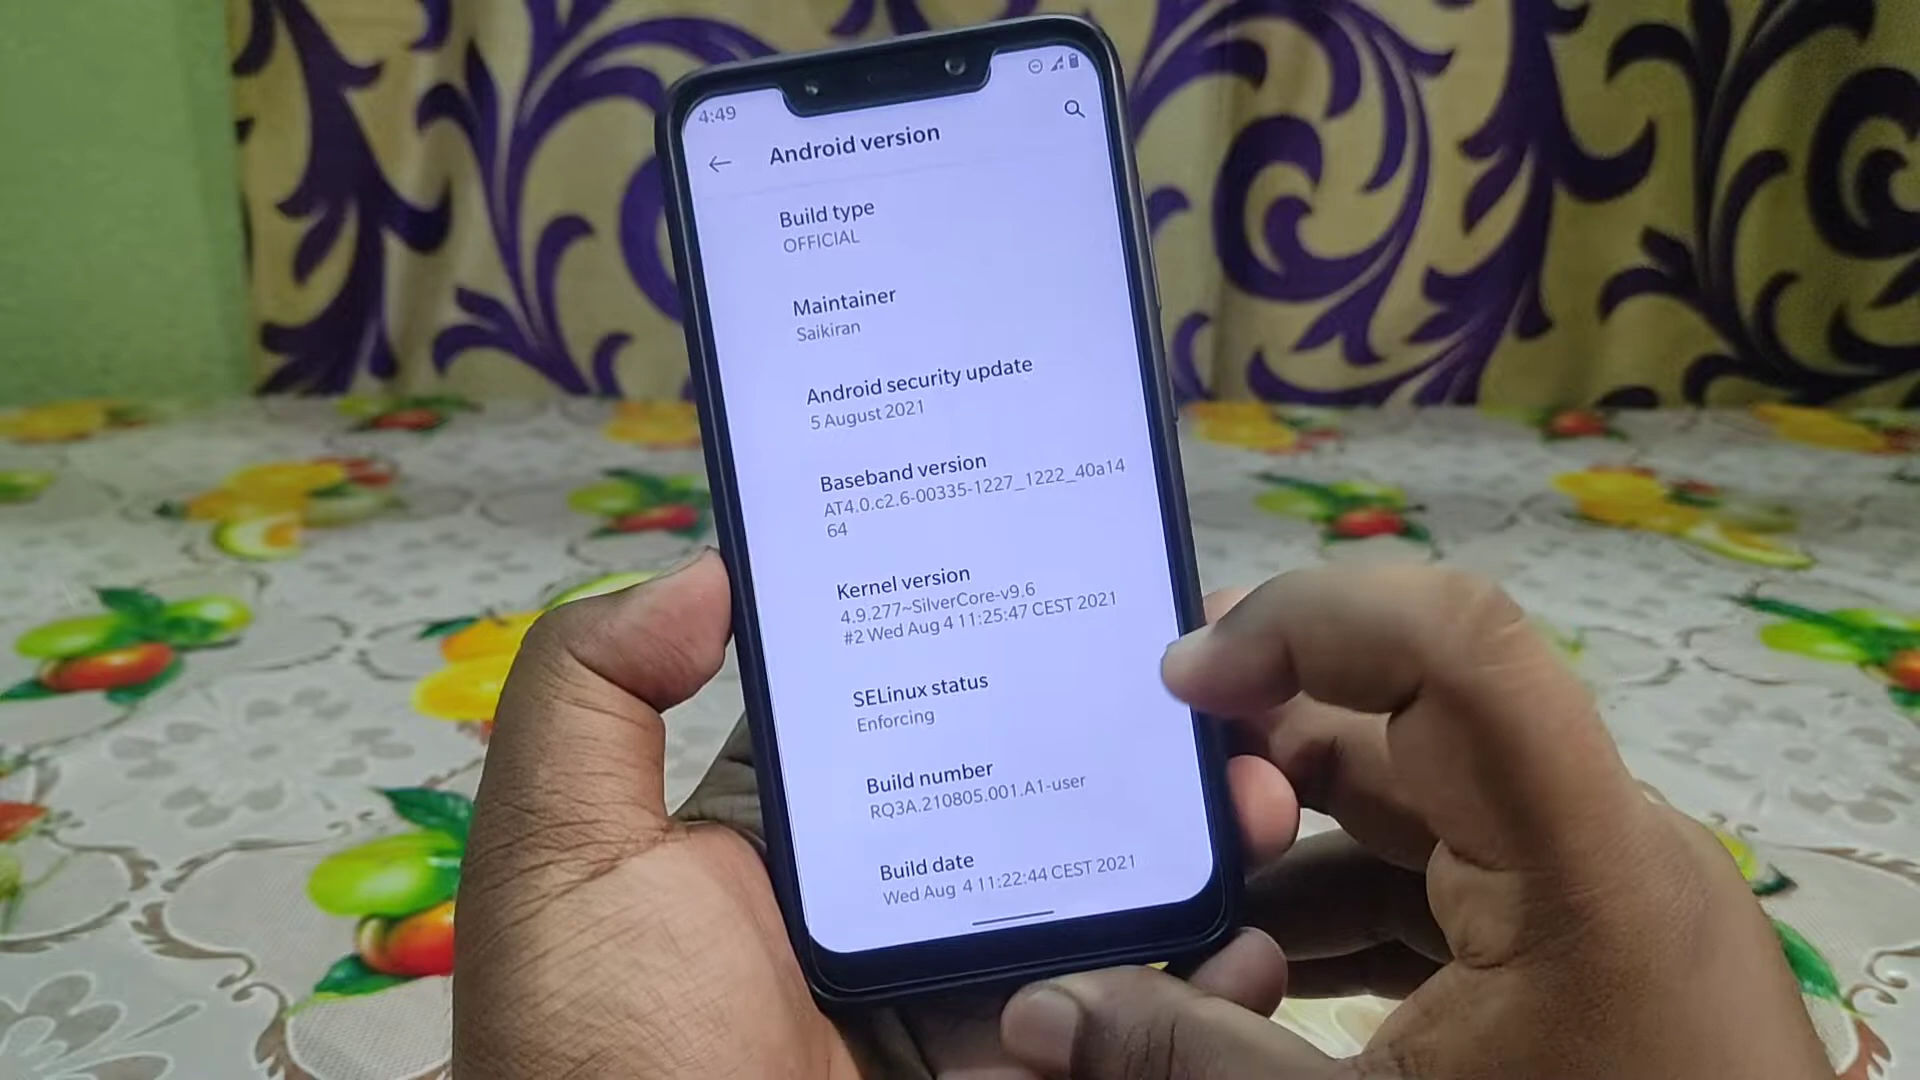 4:49
Android version
Build type
OFFICIAL
Maintainer
Saikiran
Android security update
5 August 2021
Baseband version
AT4.0.c2.6-00335-1227_1222_40a14
64
Kernel version
4.9.277~SilverCore-v9.6
#2 Wed Aug 4 11:25:47 CEST 2021
SELinux status
Enforcing
Build number
RQ3A.210805.001.A1-user
Build date
Wed Aug 4 11:22:44 CEST 2021